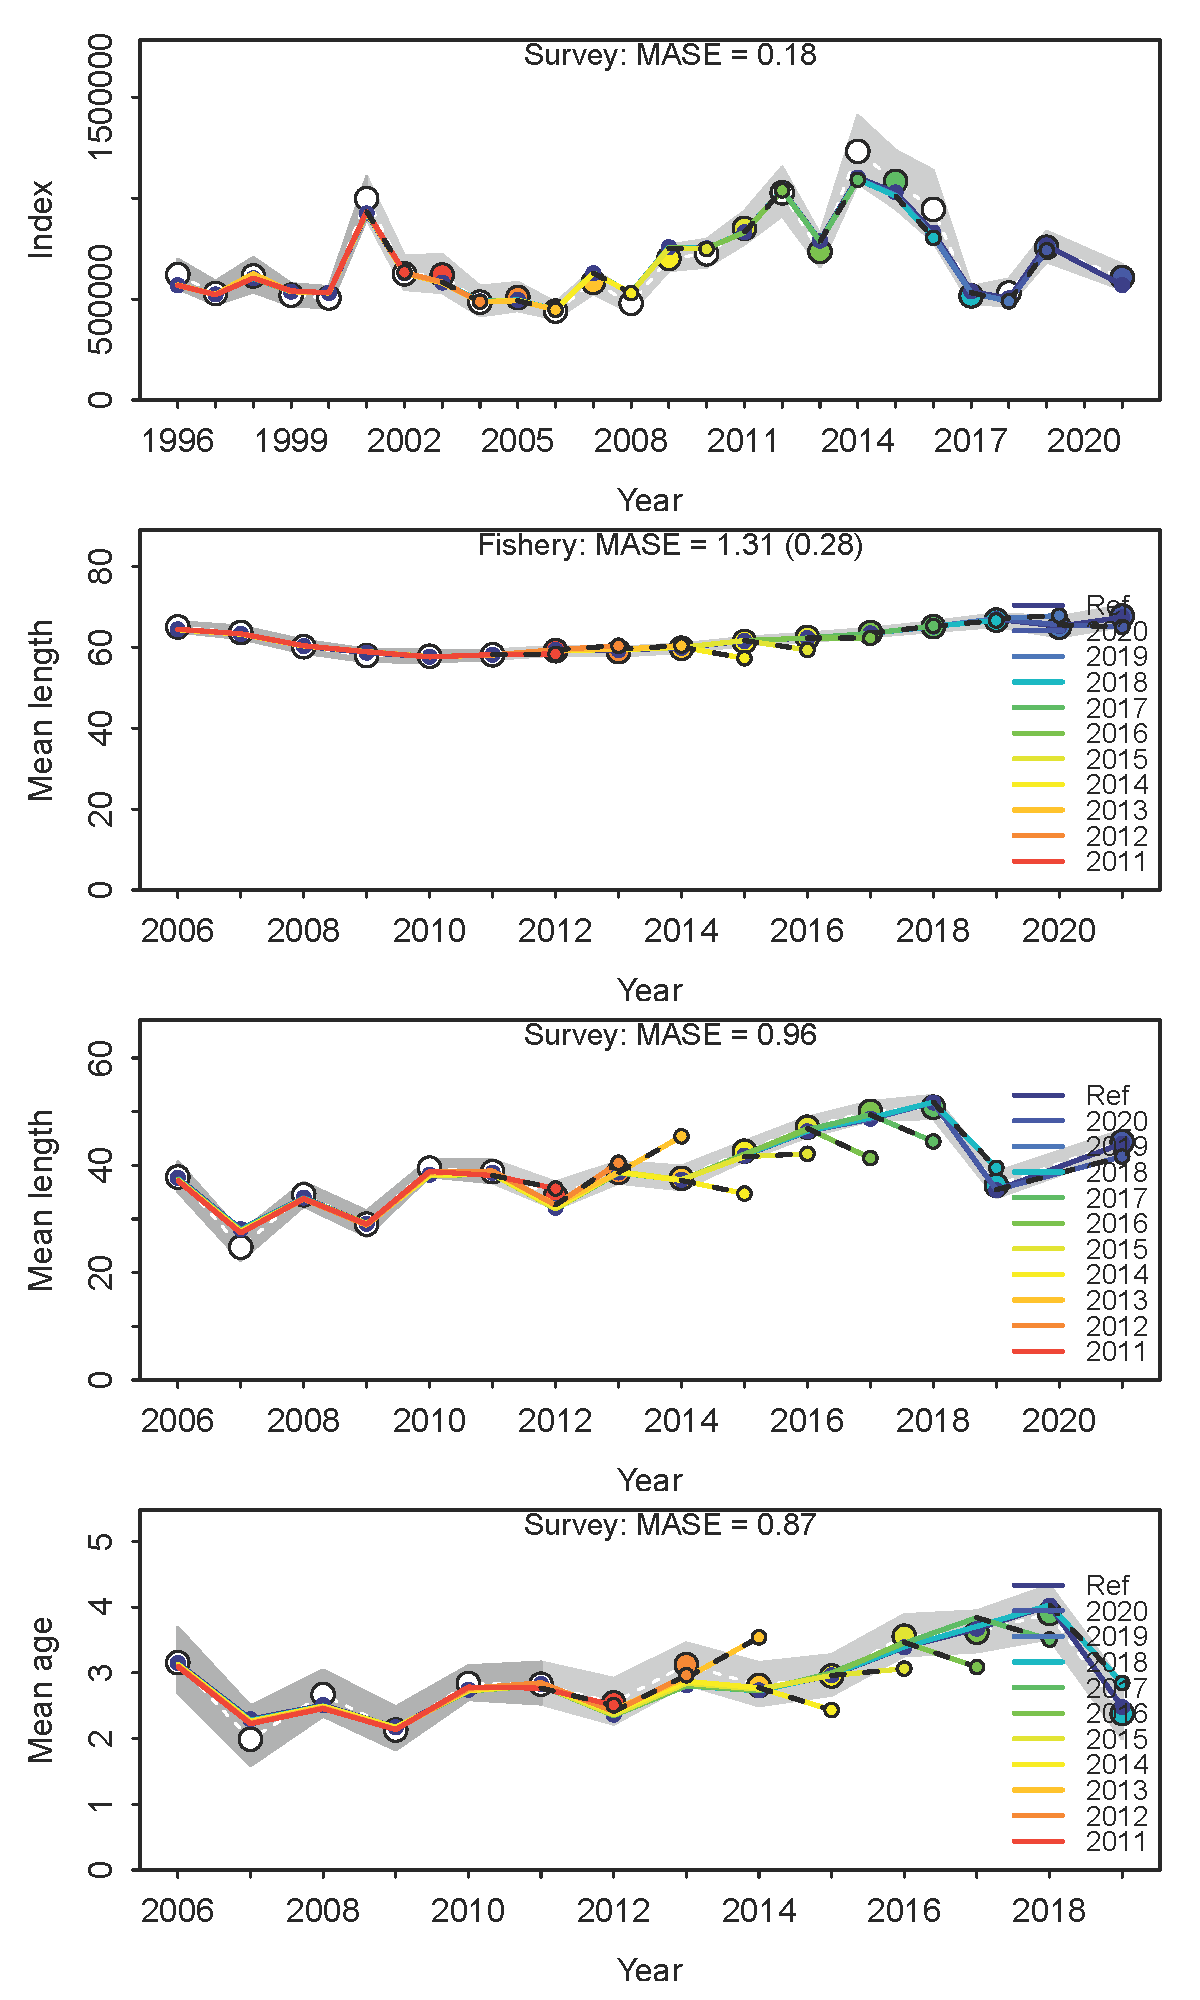 Survey: MASE = 0.18
Index
0 500000 1500000
1996 1999 2002 2005 2008 2011 2014 2017 2020
Year
Fishery: MASE = 1.31 (0.28)
Mean length
0 20 40 60 80
Ref
2020
2019
2018
2017
2016
2015
2014
2013
2012
2011
2006 2008 2010 2012 2014 2016 2018 2020
Year
Survey: MASE = 0.96
Mean length
0 20 40 60
Ref
2020
2019
2018
2017
2016
2015
2014
2013
2012
2011
2006 2008 2010 2012 2014 2016 2018 2020
Year
Survey: MASE = 0.87
Mean age
0 1 2 3 4 5
Ref
2020
2019
2018
2017
2016
2015
2014
2013
2012
2011
2006 2008 2010 2012 2014 2016 2018
Year